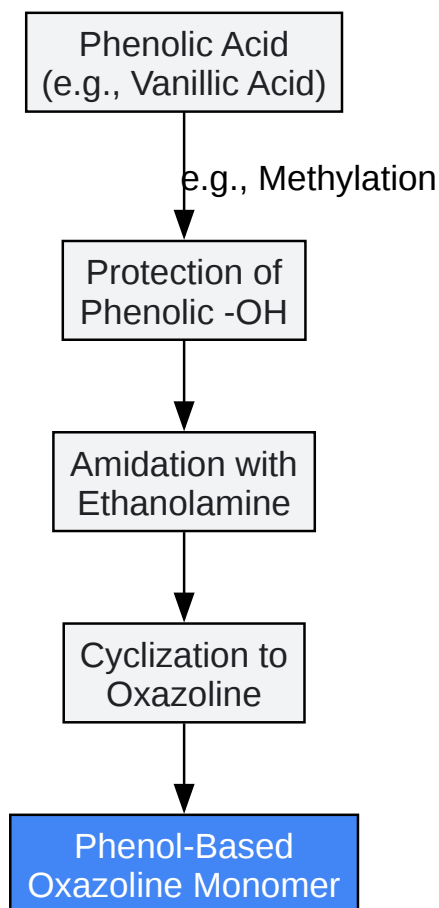 Phenolic Acid
(e.g., Vanillic Acid)
e.g., Methylation
Protection of
Phenolic -OH
Amidation with
Ethanolamine
Cyclization to
Oxazoline
Phenol-Based
Oxazoline Monomer